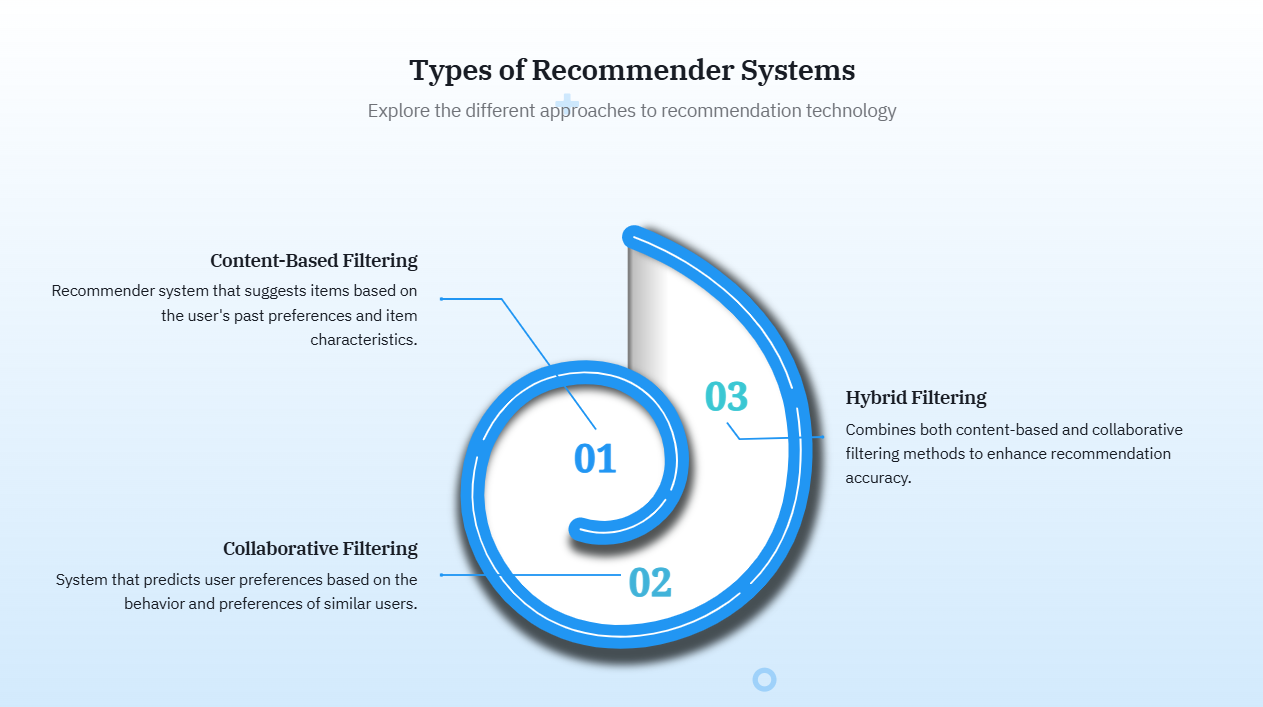 Types of Recommender Systems
Explore the different approaches to recommendation technology
Content-Based Filtering
Recommender system that suggests items based on
the user's past preferences and item
characteristics.
01
03
Hybrid Filtering
Combines both content-based and collaborative
filtering methods to enhance recommendation
accuracy.
Collaborative Filtering
System that predicts user preferences based on the
behavior and preferences of similar users.
02